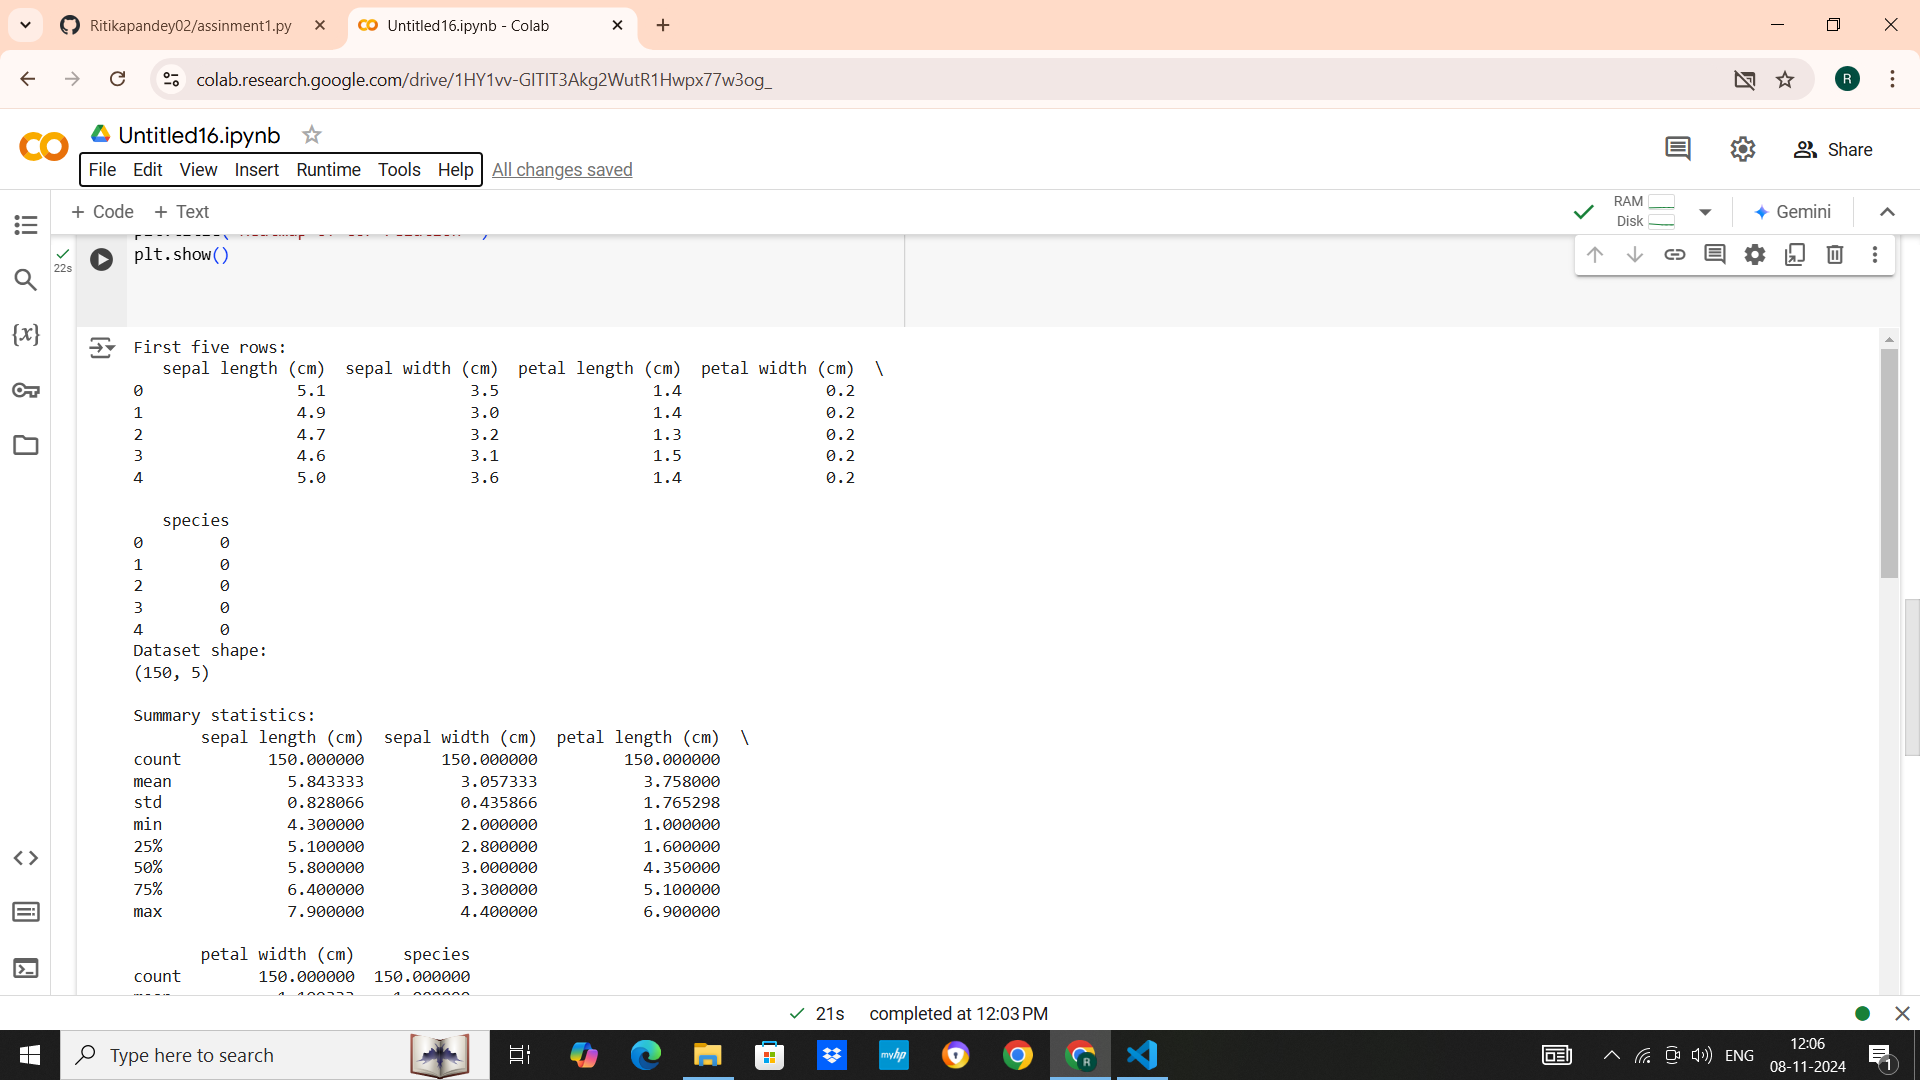 Ritikapandey02/assinment1.py
Untitled16.ipynb - Colab
colab.research.google.com/drive/1HY1vv-GlTIT3Akg2WutR1Hwpx77w3og_
R
CO
Untitled16.ipynb
Share
File Edit View Insert Runtime Tools Help All changes saved
+ Code + Text
RAM
Disk
Gemini
plt.show()
22s
{x}
First five rows:
sepal length (cm) sepal width (cm) petal length (cm) petal width (cm) \
0 5.1 3.5 1.4 0.2
1 4.9 3.0 1.4 0.2
2 4.7 3.2 1.3 0.2
3 4.6 3.1 1.5 0.2
4 5.0 3.6 1.4 0.2
species
0 0
1 0
2 0
3 0
4 0
Dataset shape:
(150, 5)
Summary statistics:
sepal length (cm) sepal width (cm) petal length (cm) \
count 150.000000 150.000000 150.000000
mean 5.843333 3.057333 3.758000
std 0.828066 0.435866 1.765298
min 4.300000 2.000000 1.000000
25% 5.100000 2.800000 1.600000
50% 5.800000 3.000000 4.350000
75% 6.400000 3.300000 5.100000
max 7.900000 4.400000 6.900000
petal width (cm) species
count 150.000000 150.000000
21s completed at 12:03 PM
Type here to search
myhp
R
ENG
12:06
08-11-2024
1